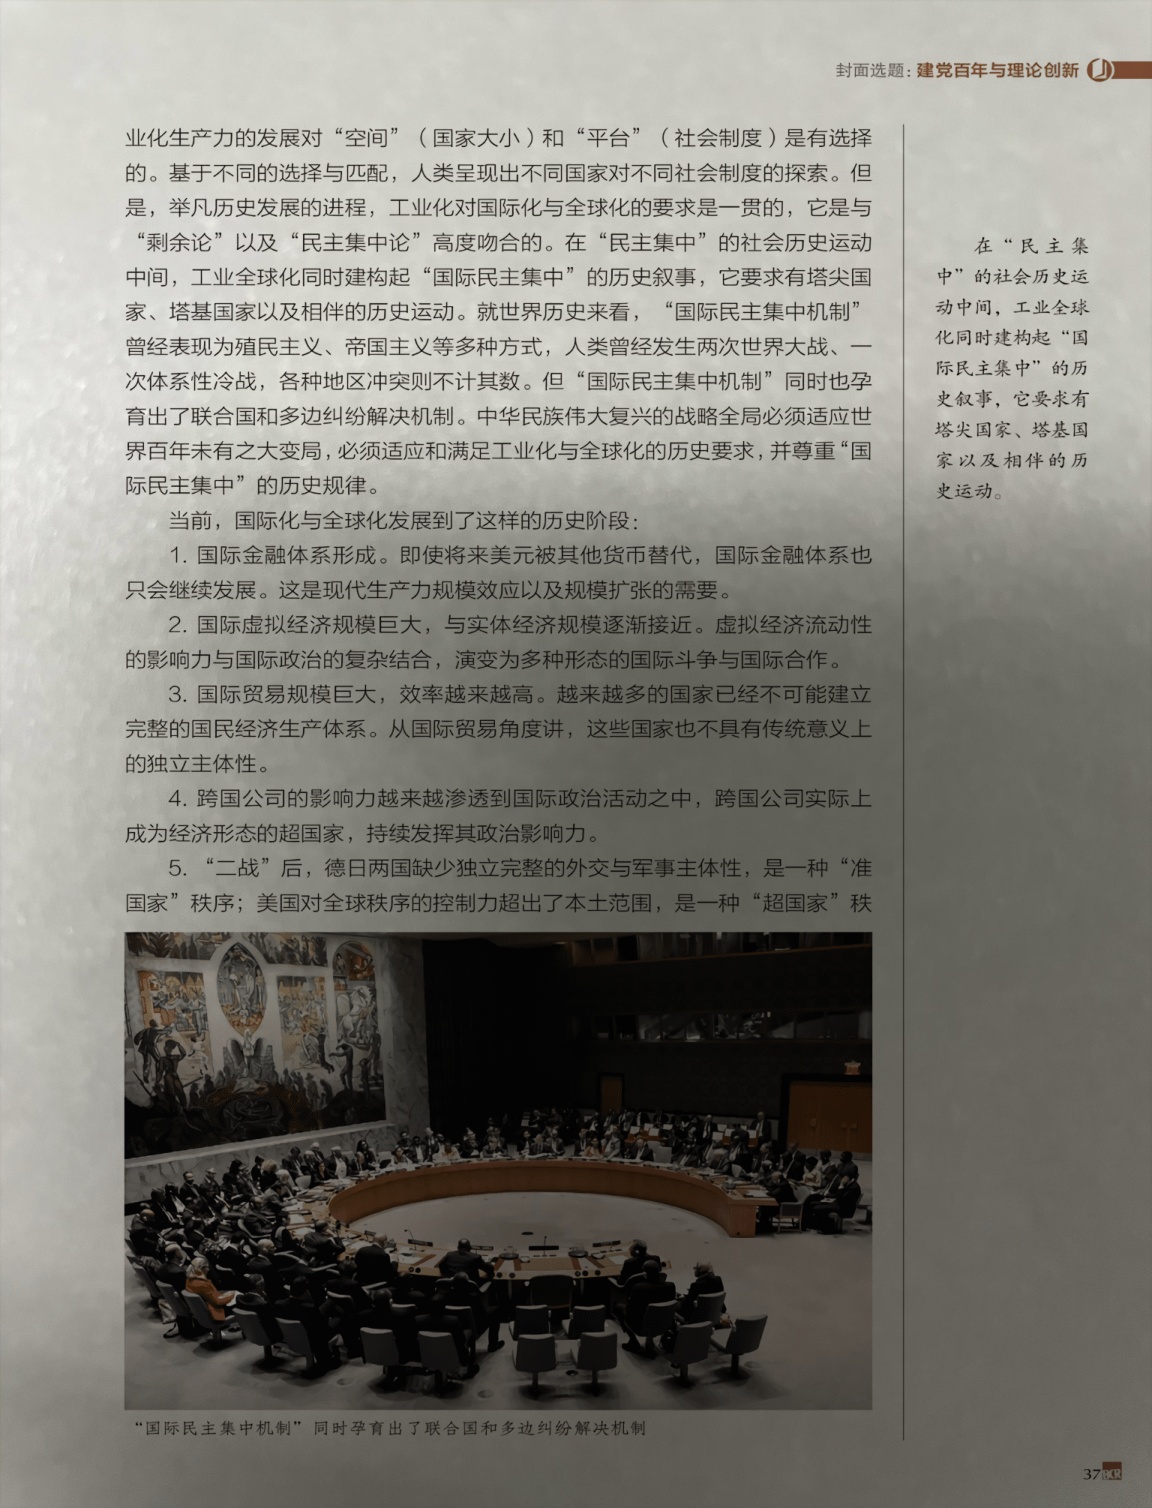 封面选题：建党百年与理论创新
业化生产力的发展对“空间”（国家大小）和“平台”（社会制度）是有选择
的。基于不同的选择与匹配，人类呈现出不同国家对不同社会制度的探索。但
是，举凡历史发展的进程，工业化对国际化与全球化的要求是一贯的，它是与
“剩余论”以及“民主集中论”高度吻合的。在“民主集中”的社会历史运动
中间，工业全球化同时建构起“国际民主集中”的历史叙事，它要求有塔尖国
家、塔基国家以及相伴的历史运动。就世界历史来看，“国际民主集中机制”
曾经表现为殖民主义、帝国主义等多种方式，人类曾经发生两次世界大战、一
次体系性冷战，各种地区冲突则不计其数。但“国际民主集中机制”同时也孕
育出了联合国和多边纠纷解决机制。中华民族伟大复兴的战略全局必须适应世
界百年未有之大变局，必须适应和满足工业化与全球化的历史要求，并尊重“国
际民主集中”的历史规律。
当前，国际化与全球化发展到了这样的历史阶段：
1. 国际金融体系形成。即使将来美元被其他货币替代，国际金融体系也
只会继续发展。这是现代生产力规模效应以及规模扩张的需要。
2. 国际虚拟经济规模巨大，与实体经济规模逐渐接近。虚拟经济流动性
的影响力与国际政治的复杂结合，演变为多种形态的国际斗争与国际合作。
3. 国际贸易规模巨大，效率越来越高。越来越多的国家已经不可能建立
完整的国民经济生产体系。从国际贸易角度讲，这些国家也不具有传统意义上
的独立主体性。
4. 跨国公司的影响力越来越渗透到国际政治活动之中，跨国公司实际上
成为经济形态的超国家，持续发挥其政治影响力。
5. “二战”后，德日两国缺少独立完整的外交与军事主体性，是一种“准
国家”秩序；美国对全球秩序的控制力超出了本土范围，是一种“超国家”秩
“国际民主集中机制”同时孕育出了联合国和多边纠纷解决机制
在“民主集
中”的社会历史运
动中间，工业全球
化同时建构起“国
际民主集中”的历
史叙事，它要求有
塔尖国家、塔基国
家以及相伴的历
史运动。
37 BCR